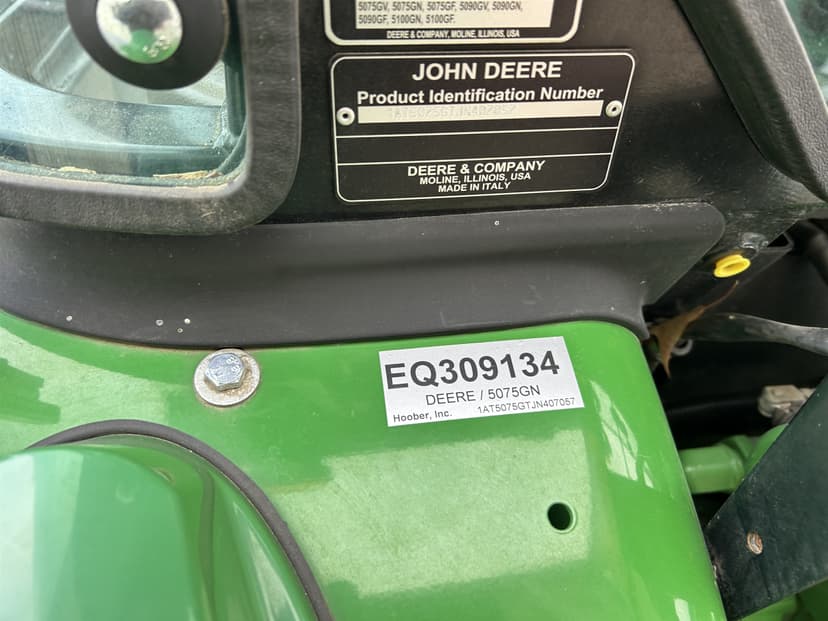 5075GV, 5075GN, 5075GF, 5090GV, 5090GN,
5090GF, 5100GN, 5100GF.
DEERE & COMPANY, MOLINE, ILLINOIS, USA
JOHN DEERE
Product Identification Number
DEERE & COMPANY
MOLINE, ILLINOIS, USA
MADE IN ITALY
EQ309134
DEERE / 5075GN
Hoober, Inc. 1AT5075GTJN407057